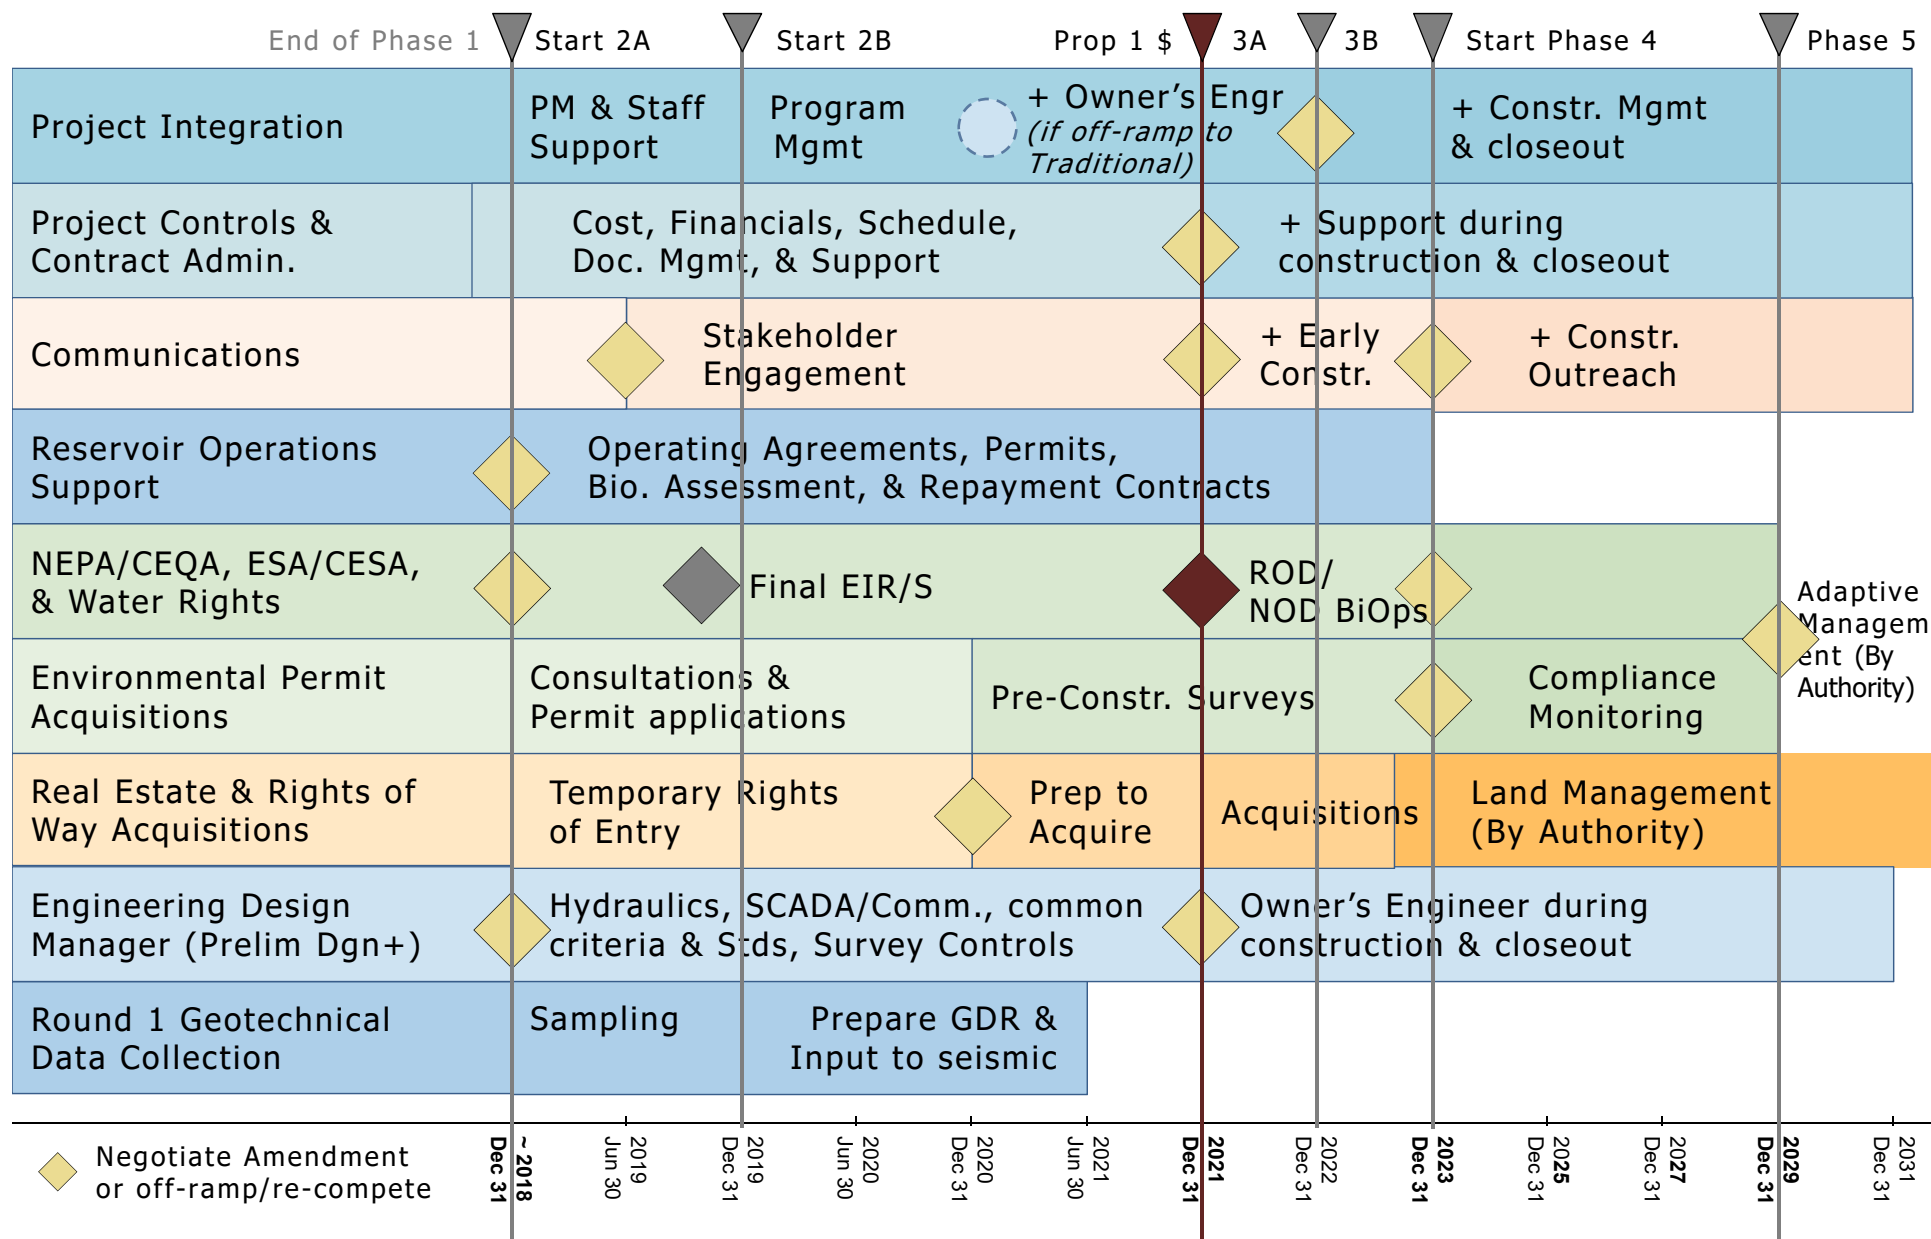 End of Phase 1
Start 2A
Start 2B
Prop 1 $
3A
3B
Start Phase 4
Phase 5
Project Integration
PM & Staff
Support
Program
Mgmt
+ Owner's Engr
(if off-ramp to
Traditional)
+ Constr. Mgmt
& closeout
Project Controls &
Contract Admin.
Cost, Financials, Schedule,
Doc. Mgmt, & Support
+ Support during
construction & closeout
Communications
Stakeholder
Engagement
+ Early
Constr.
+ Constr.
Outreach
Reservoir Operations
Support
Operating Agreements, Permits,
Bio. Assessment, & Repayment Contracts
NEPA/CEQA, ESA/CESA,
& Water Rights
Final EIR/S
ROD/
NOD BiOps
Adaptive
Managem
ent (By
Authority)
Environmental Permit
Acquisitions
Consultations &
Permit applications
Pre-Constr. Surveys
Compliance
Monitoring
Real Estate & Rights of
Way Acquisitions
Temporary Rights
of Entry
Prep to
Acquire
Acquisitions
Land Management
(By Authority)
Engineering Design
Manager (Prelim Dgn+)
Hydraulics, SCADA/Comm., common
criteria & Stds, Survey Controls
Owner's Engineer during
construction & closeout
Round 1 Geotechnical
Data Collection
Sampling
Prepare GDR &
Input to seismic
~ 2018
Dec 31
2019
Jun 30
2019
Dec 31
2020
Jun 30
2020
Dec 31
2021
Jun 30
2021
Dec 31
2022
Dec 31
2023
Dec 31
2025
Dec 31
2027
Dec 31
2029
Dec 31
2031
Dec 31
Negotiate Amendment
or off-ramp/re-compete